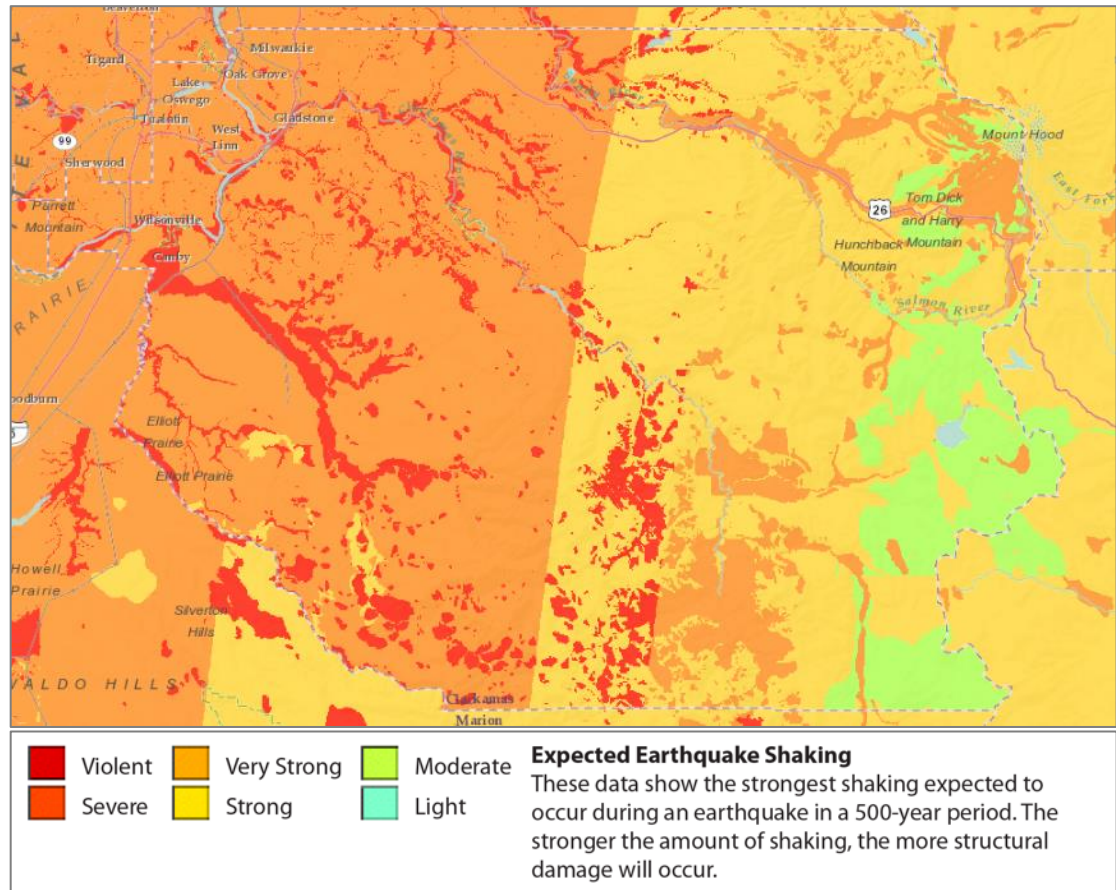 Milwaukie
Tigard
Oak Grove
Lake
Oswego
Tualatin
Gladstone
West
Linn
99
Sherwood
Mount Hood
Parrett
Mountain
Wilsonville
Canby
26
Tom Dick
and Harry
Mountain
Hunchback
Mountain
Salmon River
Elliott
Prairie
Elliott Prairie
Howell
Prairie
Silverton
Hills
Clackamas
Marion
Violent
Severe
Very Strong
Strong
Moderate
Light
Expected Earthquake Shaking
These data show the strongest shaking expected to
occur during an earthquake in a 500-year period. The
stronger the amount of shaking, the more structural
damage will occur.